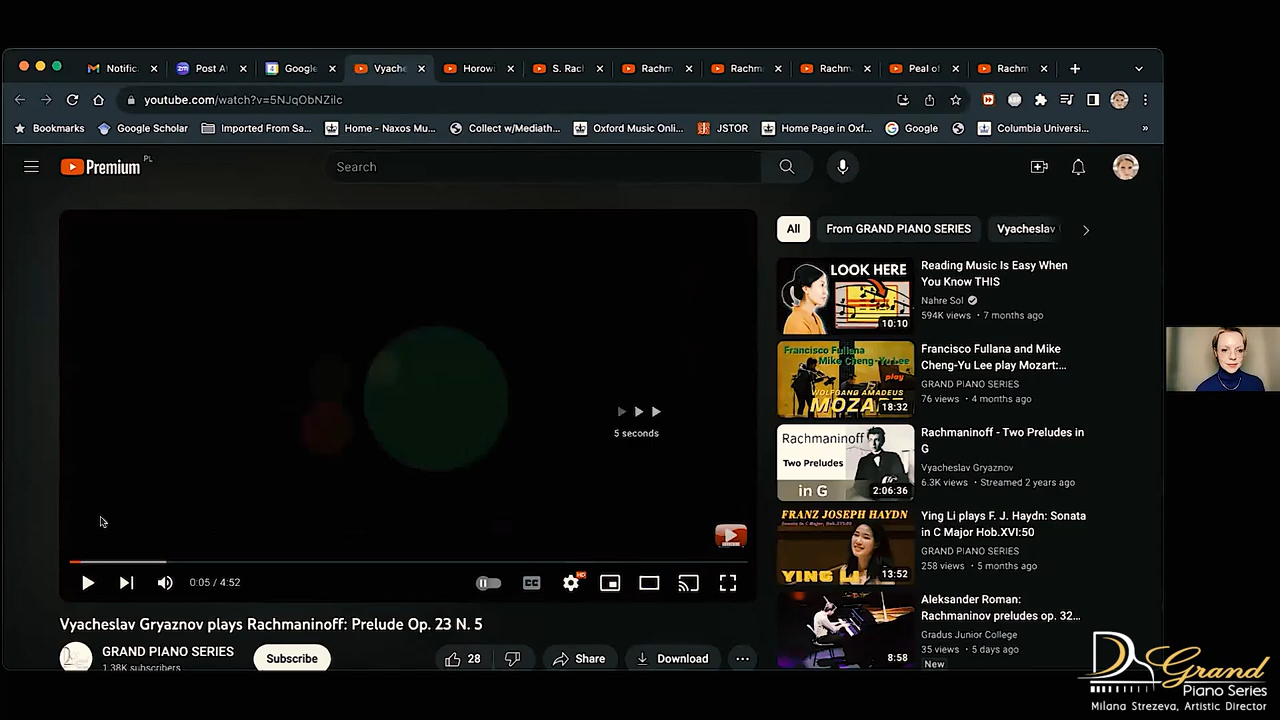 Notific
Post A
Google
Vyache
Horow
S. Rac
Rachm
Rachm
Rachm
Peal o
Rachm
youtube.com/watch?v=5NJqObNZilc
Bookmarks
Google Scholar
Imported From Sa...
Home - Naxos Mu...
Collect w/Mediath...
Oxford Music Onli...
JSTOR
Home Page in Oxf...
Google
Columbia Universi...
»
Premium PL
Search
All
From GRAND PIANO SERIES
Vyacheslav
LOOK HERE
10:10
Reading Music Is Easy When
You Know THIS
Nahre Sol
594K views • 7 months ago
Francisco Fullana
Mike Cheng-Yu Lee
play
WOLFGANG AMADEUS
MOZART
18:32
Francisco Fullana and Mike
Cheng-Yu Lee play Mozart:...
GRAND PIANO SERIES
76 views • 4 months ago
Rachmaninoff
Two Preludes
in G
2:06:36
Rachmaninoff - Two Preludes in
G
Vyacheslav Gryaznov
6.3K views • Streamed 2 years ago
FRANZ JOSEPH HAYDN
YING LI
13:52
Ying Li plays F. J. Haydn: Sonata
in C Major Hob.XVI:50
GRAND PIANO SERIES
258 views • 5 months ago
8:58
Aleksander Roman:
Rachmaninov preludes op. 32...
Gradus Junior College
35 views • 5 days ago
New
5 seconds
0:05 / 4:52
CC
HD
Vyacheslav Gryaznov plays Rachmaninoff: Prelude Op. 23 N. 5
GRAND PIANO SERIES
1.38K subscribers
Subscribe
28
Share
Download
Grand
Piano Series
Milana Strezeva, Artistic Director